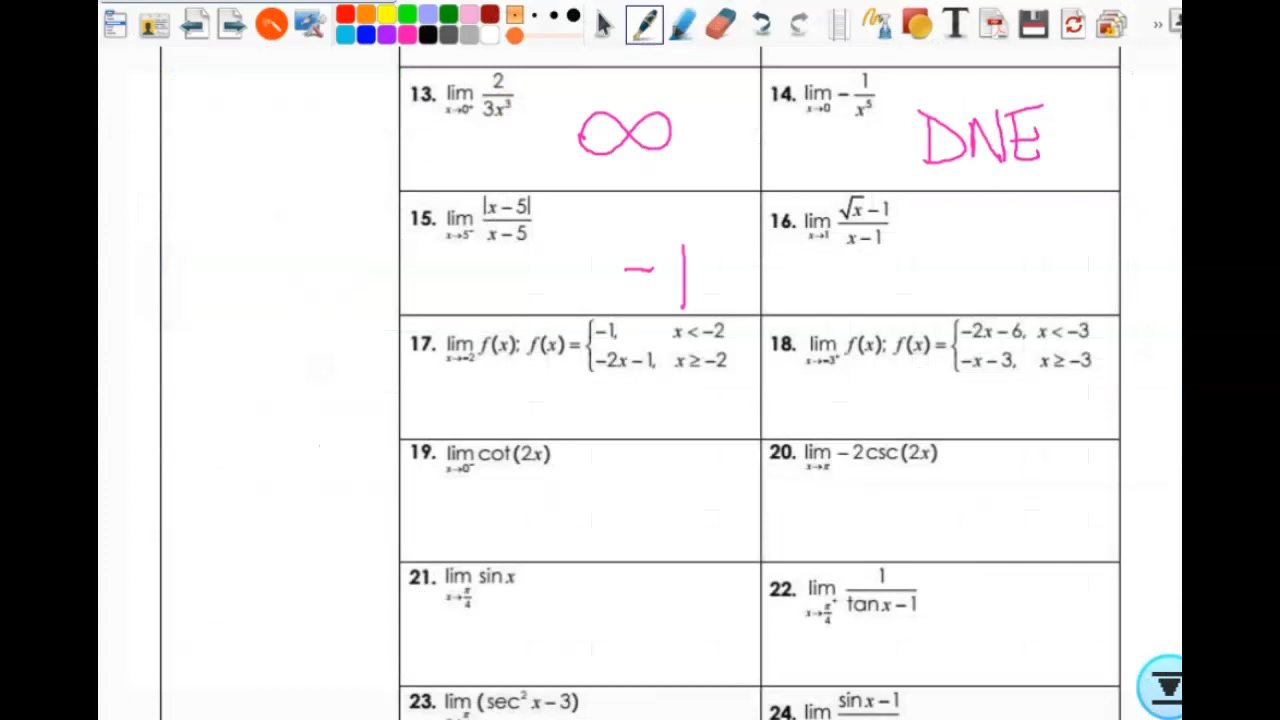 13. lim x→0⁺ 2/3x³
∞
14. lim x→0 − 1/x⁵
DNE
15. lim x→5⁻ |x − 5|/x − 5
− 1
16. lim x→1 √x − 1/x − 1
17. lim x→−2 f(x); f(x) = { −1, x < −2
−2x − 1, x ≥ −2
18. lim x→−3⁺ f(x); f(x) = { −2x − 6, x < −3
−x − 3, x ≥ −3
19. lim x→0⁻ cot(2x)
20. lim x→π − 2csc(2x)
21. lim x→π/4 sin x
22. lim x→π/4⁺ 1/tan x − 1
23. lim (sec² x − 3)
24. lim sin x − 1